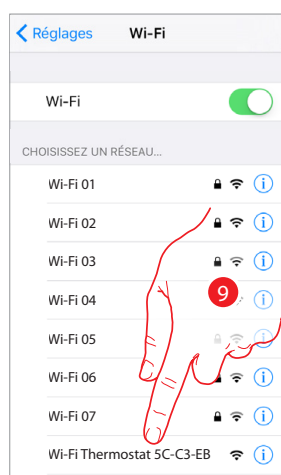 Réglages Wi-Fi
Wi-Fi
CHOISISSEZ UN RÉSEAU...
Wi-Fi 01
Wi-Fi 02
Wi-Fi 03
Wi-Fi 04
9
Wi-Fi 05
Wi-Fi 06
Wi-Fi 07
Wi-Fi Thermostat 5C-C3-EB